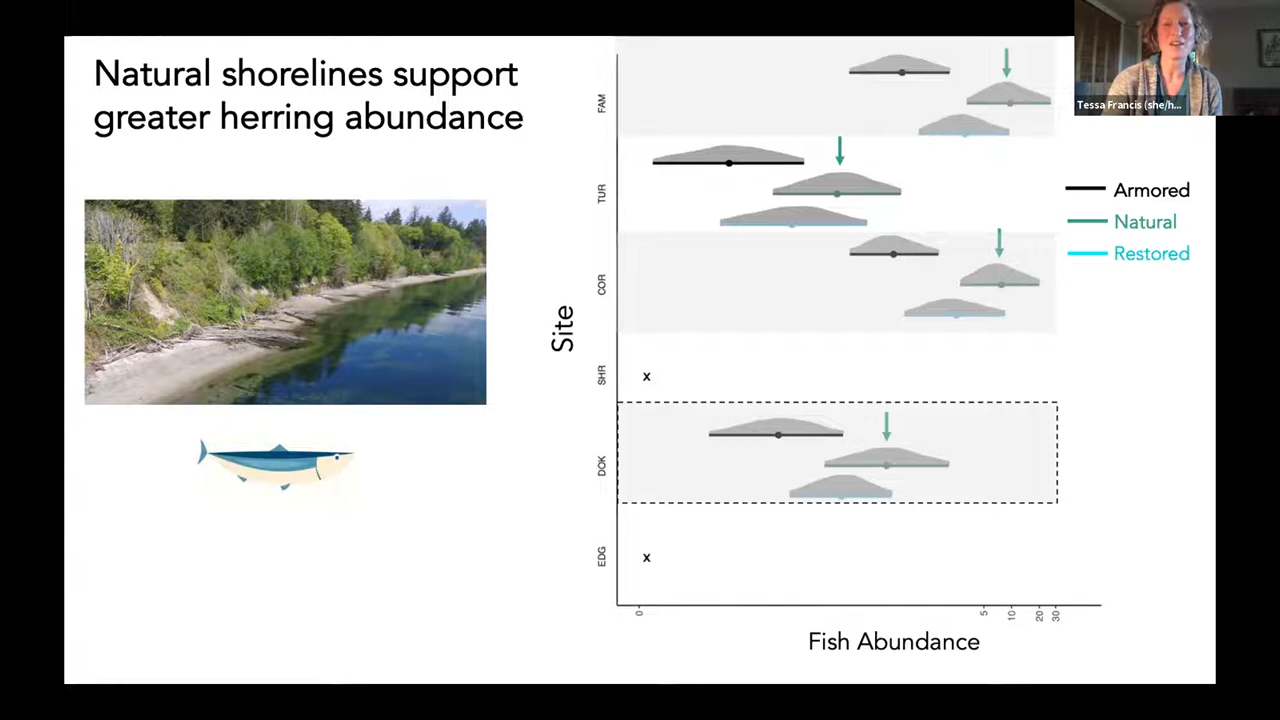 Natural shorelines support
greater herring abundance
Tessa Francis (she/h...
Armored
Natural
Restored
Site
FAM
TUR
COR
SHR
x
DOK
EDG
x
0
5
10
20
30
Fish Abundance